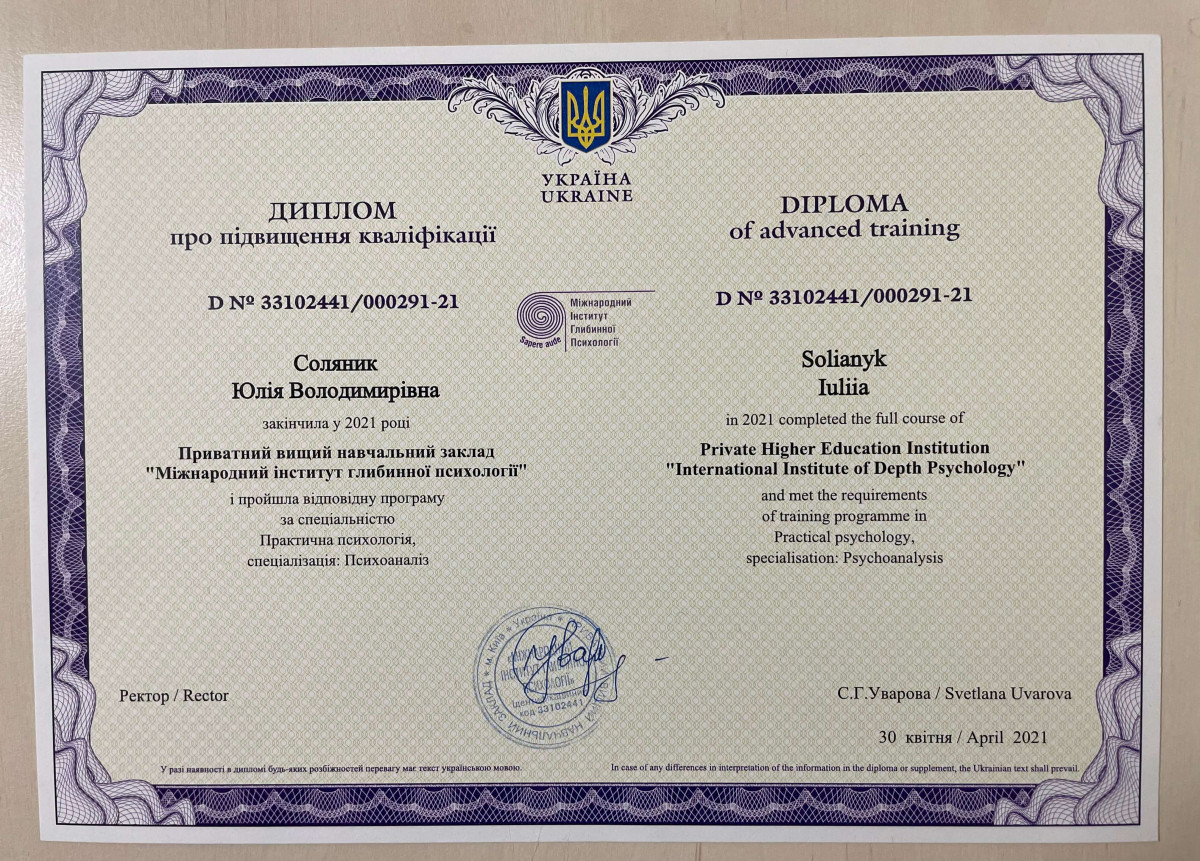 УКРАЇНА
UKRAINE
ДИПЛОМ
про підвищення кваліфікації
D № 33102441/000291-21
Соляник
Юлія Володимирівна
закінчила у 2021 році
Приватний вищий навчальний заклад
"Міжнародний інститут глибинної психології"
і пройшла відповідну програму
за спеціальністю
Практична психологія,
спеціалізація: Психоаналіз
Міжнародний
Інститут
Глибинної
Психології
Sapere aude
DIPLOMA
of advanced training
D № 33102441/000291-21
Solianyk
Iuliia
in 2021 completed the full course of
Private Higher Education Institution
"International Institute of Depth Psychology"
and met the requirements
of training programme in
Practical psychology,
specialisation: Psychoanalysis
м. Київ * Україна *
НАВЧАЛЬНИЙ ЗАКЛАД
код 33102441
Ректор / Rector
С.Г.Уварова / Svetlana Uvarova
30 квітня / April 2021
У разі наявності в дипломі будь-яких розбіжностей перевагу має текст українською мовою.
In case of any differences in interpretation of the information in the diploma or supplement, the Ukrainian text shall prevail.